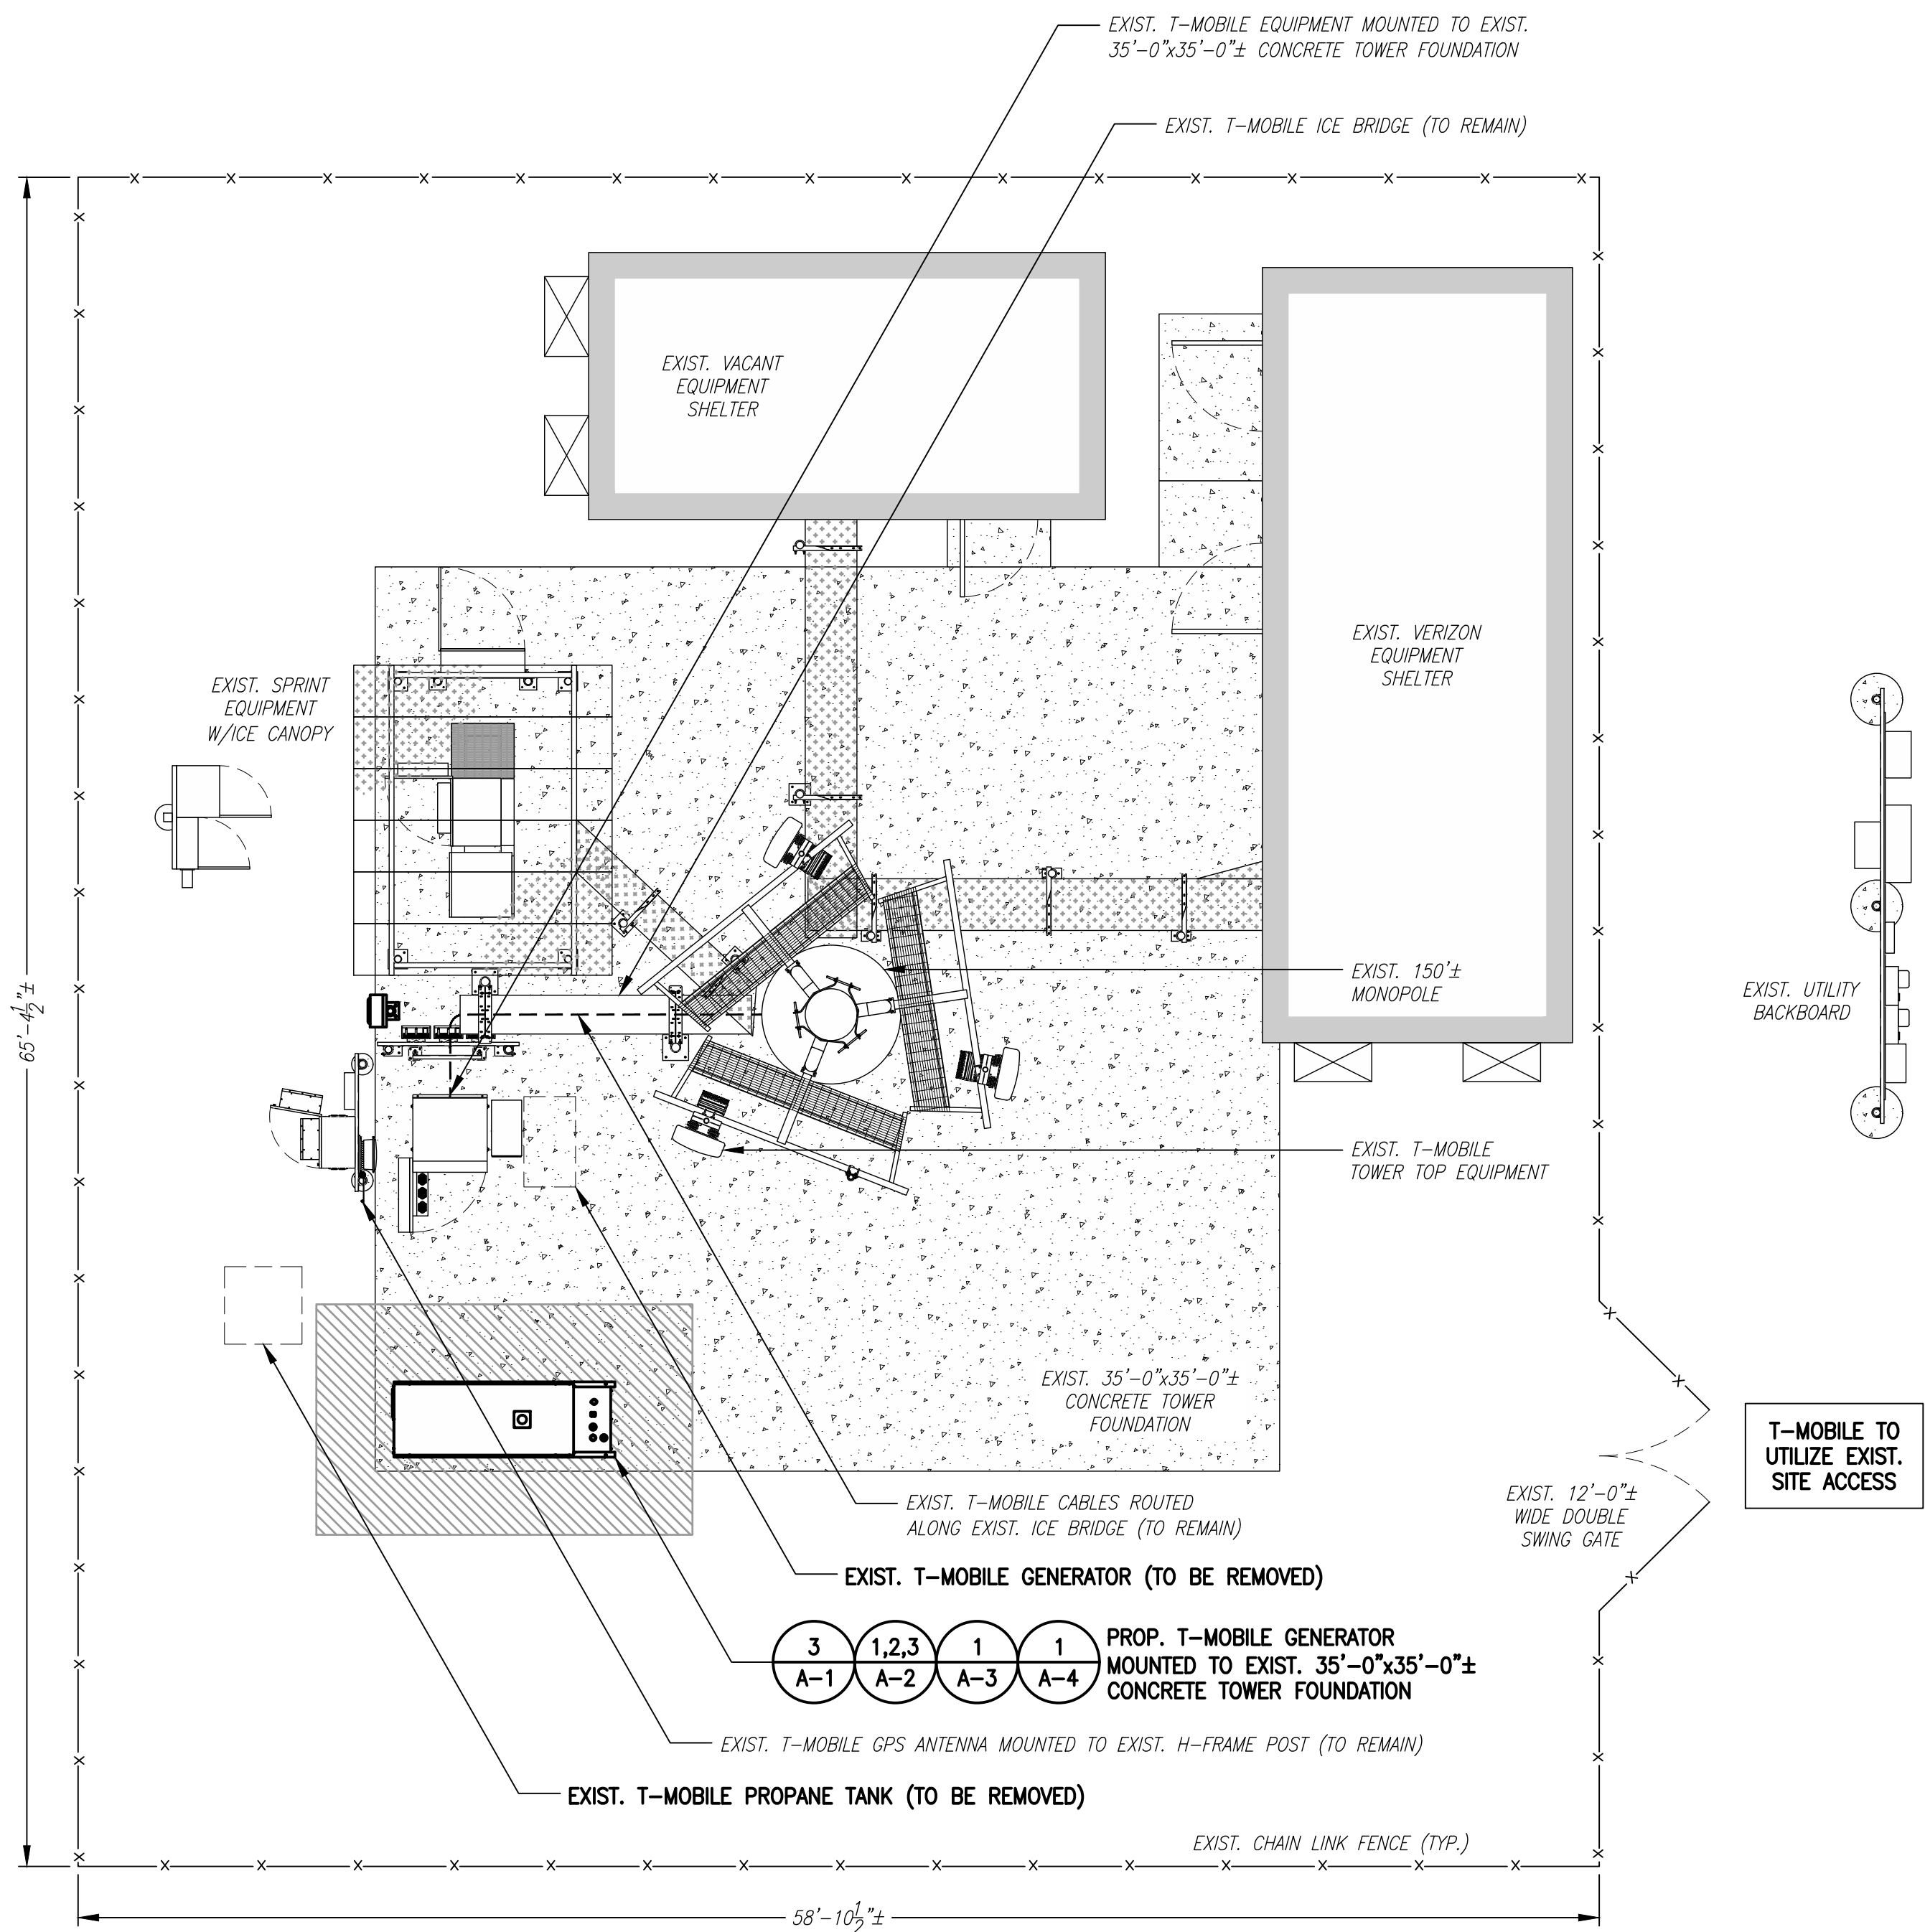 EXIST. T-MOBILE EQUIPMENT MOUNTED TO EXIST.
35'-0"x35'-0"± CONCRETE TOWER FOUNDATION
EXIST. T-MOBILE ICE BRIDGE (TO REMAIN)
EXIST. VACANT
EQUIPMENT
SHELTER
EXIST. VERIZON
EQUIPMENT
SHELTER
EXIST. SPRINT
EQUIPMENT
W/ICE CANOPY
EXIST. 150'±
MONOPOLE
EXIST. UTILITY
BACKBOARD
65'-4½"±
EXIST. T-MOBILE
TOWER TOP EQUIPMENT
EXIST. 35'-0"x35'-0"±
CONCRETE TOWER
FOUNDATION
T-MOBILE TO
UTILIZE EXIST.
SITE ACCESS
EXIST. 12'-0"±
WIDE DOUBLE
SWING GATE
EXIST. T-MOBILE CABLES ROUTED
ALONG EXIST. ICE BRIDGE (TO REMAIN)
EXIST. T-MOBILE GENERATOR (TO BE REMOVED)
3 1,2,3 1 1
A-1 A-2 A-3 A-4
PROP. T-MOBILE GENERATOR
MOUNTED TO EXIST. 35'-0"x35'-0"±
CONCRETE TOWER FOUNDATION
EXIST. T-MOBILE GPS ANTENNA MOUNTED TO EXIST. H-FRAME POST (TO REMAIN)
EXIST. T-MOBILE PROPANE TANK (TO BE REMOVED)
EXIST. CHAIN LINK FENCE (TYP.)
58'-10½"±